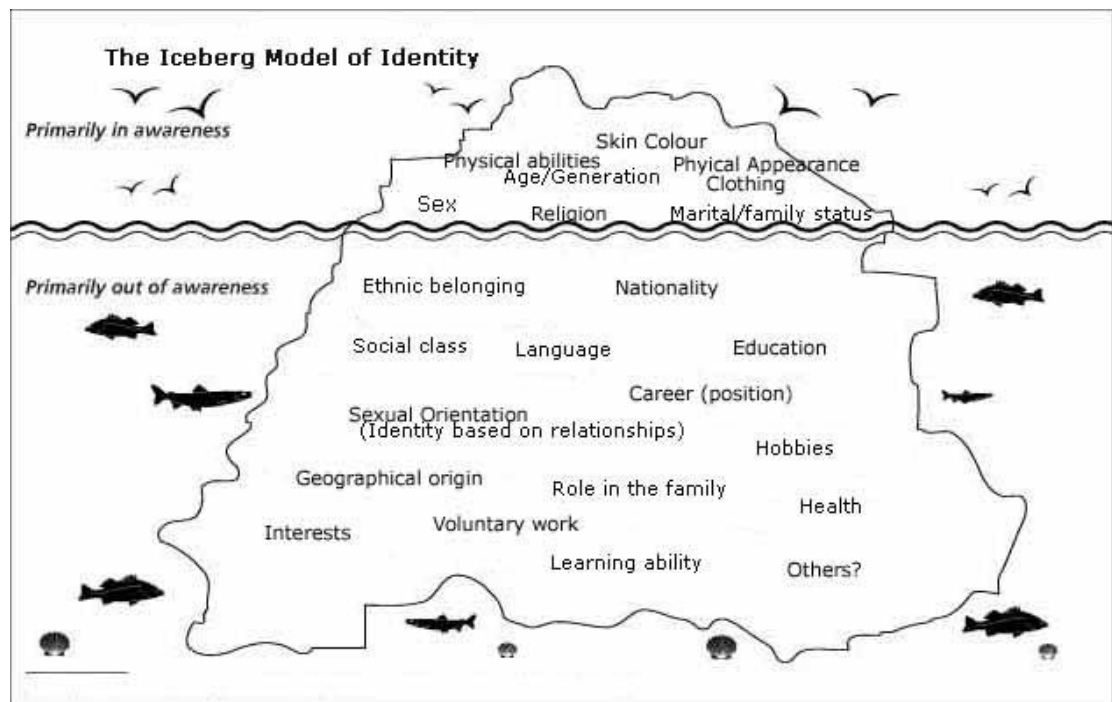 The Iceberg Model of Identity
Primarily in awareness
Skin Colour
Physical abilities
Phyical Appearance
Age/Generation
Clothing
Sex
Religion
Marital/family status
Primarily out of awareness
Ethnic belonging
Nationality
Social class
Language
Education
Career (position)
Sexual Orientation
(Identity based on relationships)
Hobbies
Geographical origin
Role in the family
Health
Interests
Voluntary work
Learning ability
Others?